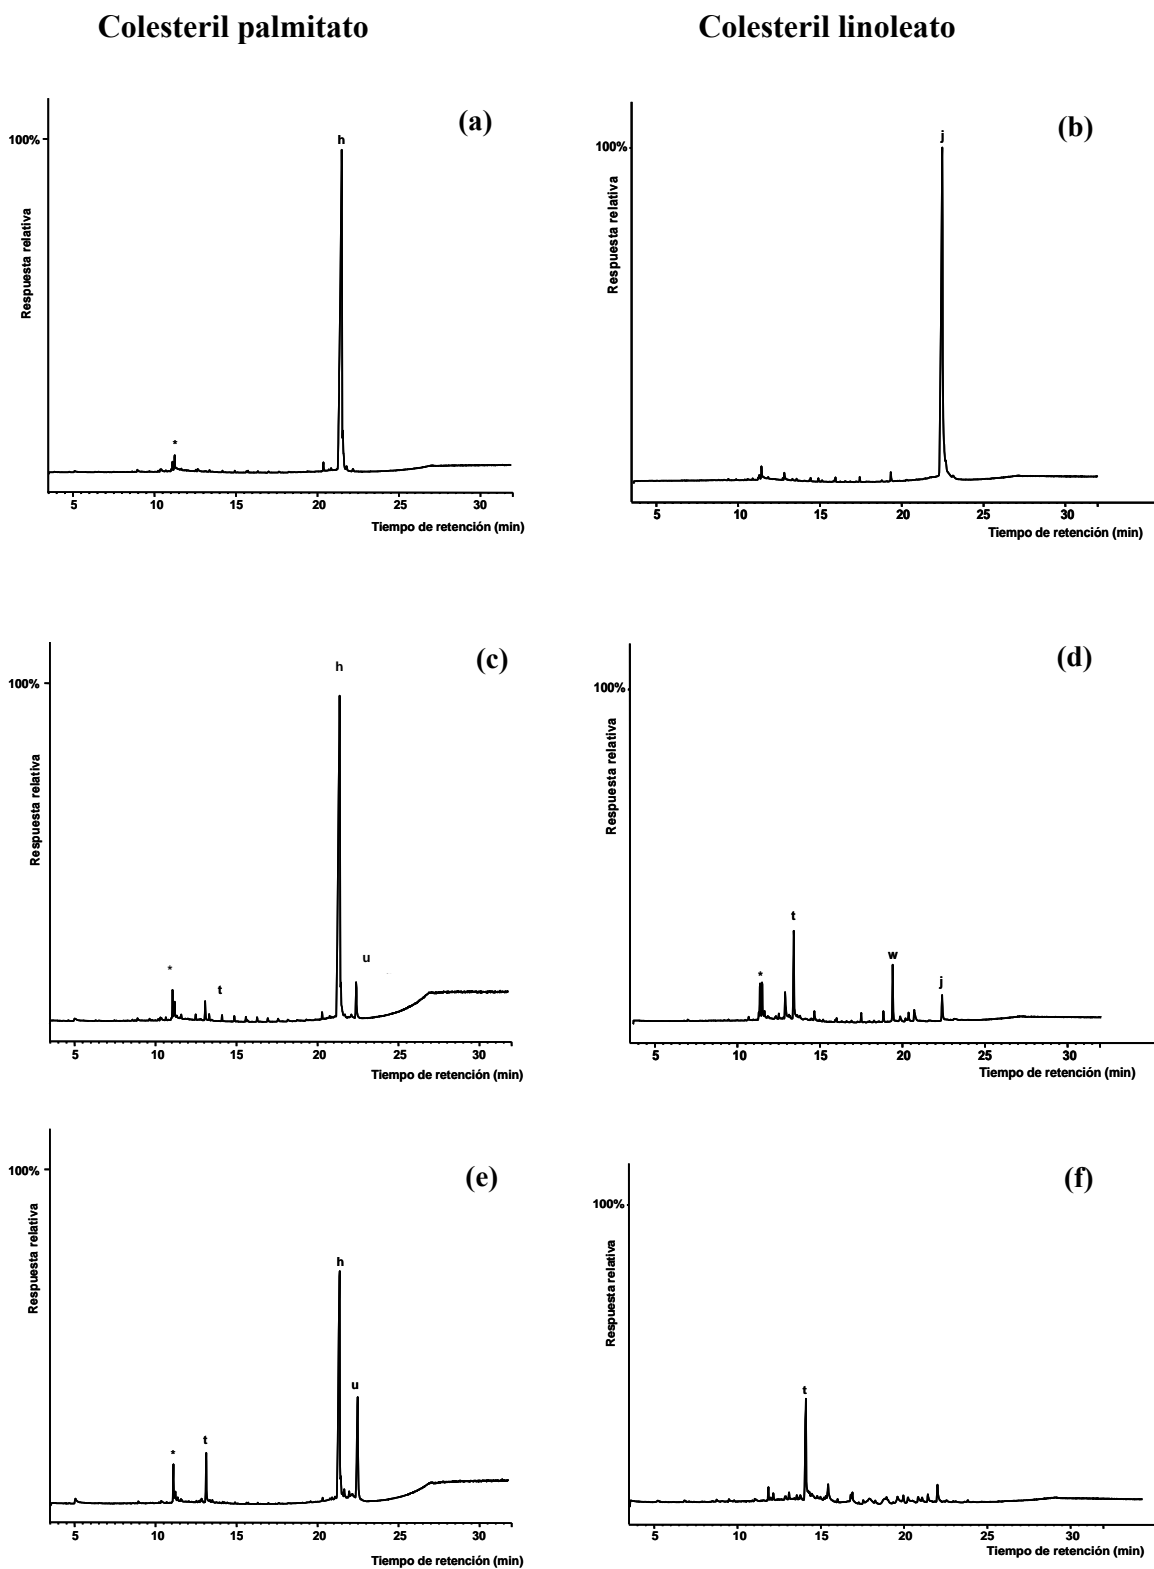 Colesteril palmitato
Colesteril linoleato
(a)
100%
h
*
Respuesta relativa
5 10 15 20 25 30
Tiempo de retención (min)
(b)
100%
j
Respuesta relativa
5 10 15 20 25 30
Tiempo de retención (min)
(c)
100%
h
*
t
u
Respuesta relativa
5 10 15 20 25 30
Tiempo de retención (min)
(d)
100%
*
t
w
j
Respuesta relativa
5 10 15 20 25 30
Tiempo de retención (min)
(e)
100%
h
u
*
t
Respuesta relativa
5 10 15 20 25 30
Tiempo de retención (min)
(f)
100%
t
Respuesta relativa
5 10 15 20 25 30
Tiempo de retención (min)